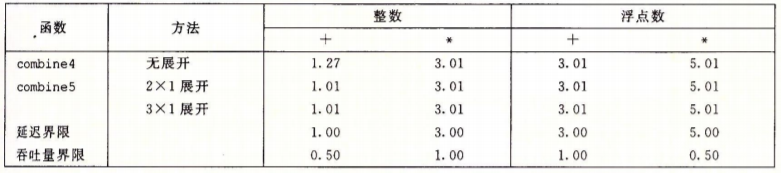 函数 方法 整数 浮点数
+ * + *
combine4 无展开 1.27 3.01 3.01 5.01
combine5 2×1展开 1.01 3.01 3.01 5.01
3×1展开 1.01 3.01 3.01 5.01
延迟界限 1.00 3.00 3.00 5.00
吞吐量界限 0.50 1.00 1.00 0.50